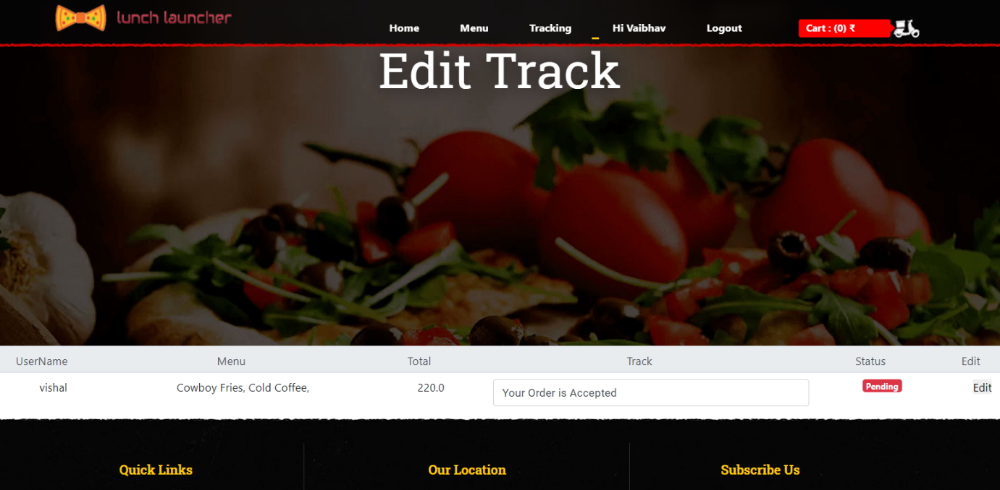 lunch launcher
Home Menu Tracking Hi Vaibhav Logout Cart : (0) ₹
Edit Track
UserName Menu Total Track Status Edit
vishal Cowboy Fries, Cold Coffee, 220.0 Your Order is Accepted Pending Edit
Quick Links Our Location Subscribe Us